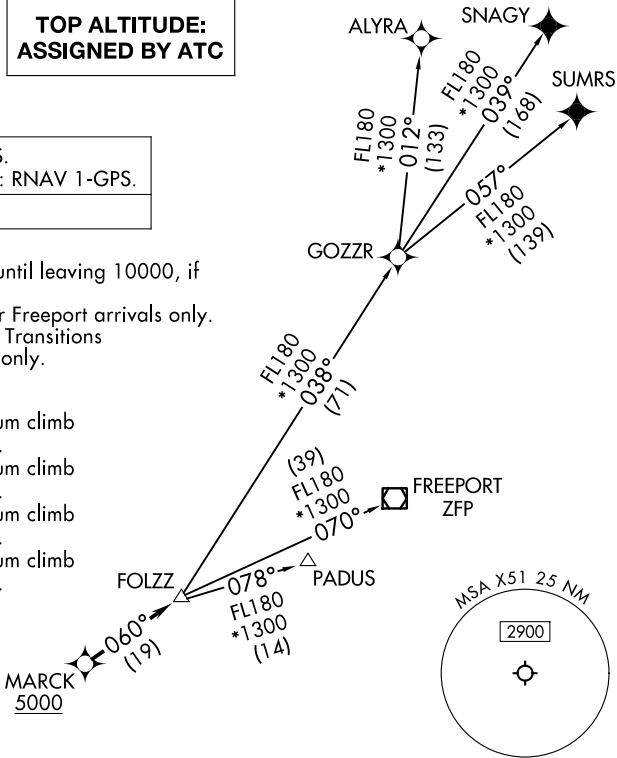 TOP ALTITUDE:
ASSIGNED BY ATC
S.
: RNAV 1-GPS.
until leaving 10000, if
r Freeport arrivals only.
Transitions
only.
um climb
.
um climb
.
um climb
.
um climb
.
ALYRA
SNAGY
SUMRS
FL180
*1300
012°
(133)
FL180
*1300
039°
(168)
057°
FL180
*1300
(139)
GOZZR
FL180
*1300
038°
(71)
(39)
FL180
*1300
070°
FREEPORT
ZFP
FOLZZ
078°
FL180
*1300
(14)
PADUS
060°
(19)
MARCK
5000
MSA X51 25 NM
2900